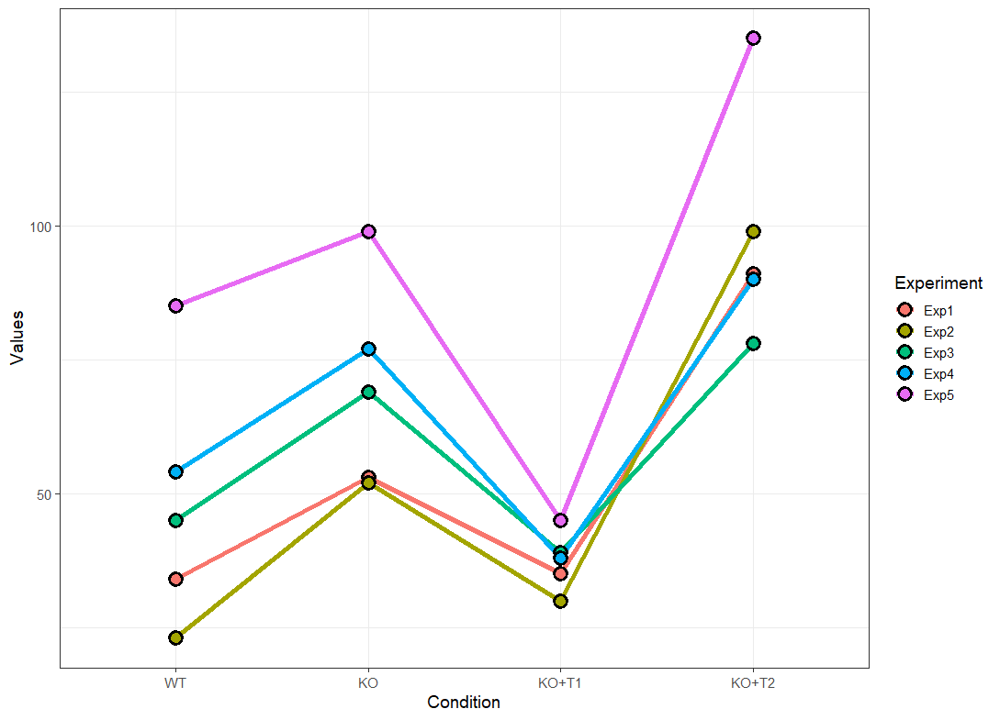 Values
100
50
WT KO KO+T1 KO+T2
Condition
Experiment
Exp1
Exp2
Exp3
Exp4
Exp5